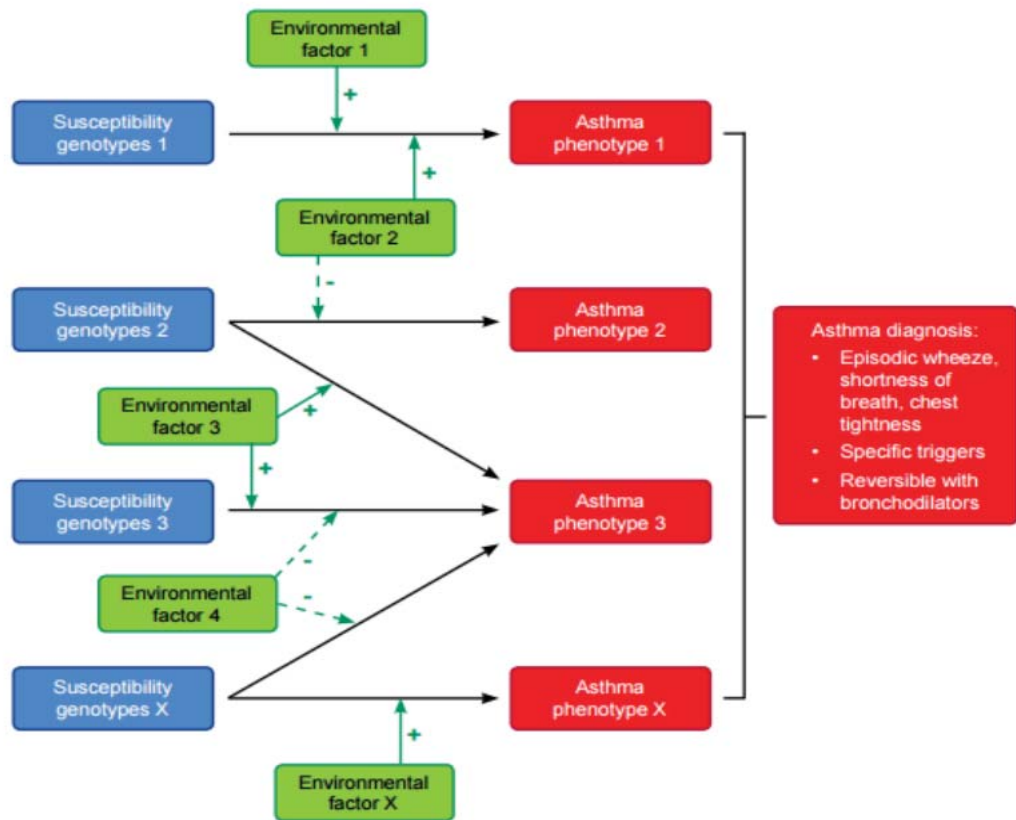 Environmental
factor 1
+
Susceptibility
genotypes 1
Asthma
phenotype 1
+
Environmental
factor 2
-
Susceptibility
genotypes 2
Asthma
phenotype 2
Asthma diagnosis:
• Episodic wheeze,
shortness of
breath, chest
tightness
• Specific triggers
• Reversible with
bronchodilators
Environmental
factor 3
+
+
Susceptibility
genotypes 3
Asthma
phenotype 3
-
-
Environmental
factor 4
Susceptibility
genotypes X
Asthma
phenotype X
+
Environmental
factor X